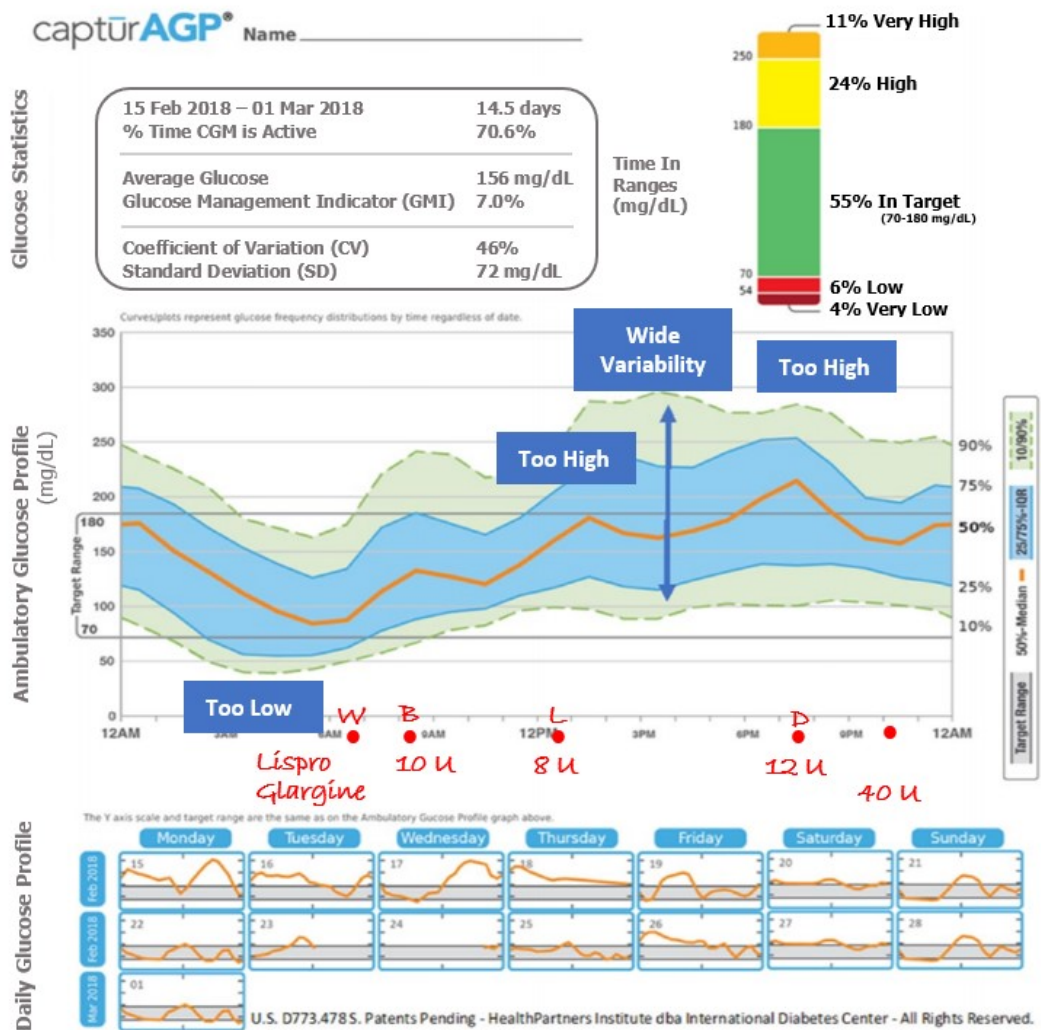 captūrAGP® Name
11% Very High
250
24% High
180
55% In Target
(70-180 mg/dL)
70
54
6% Low
4% Very Low
Time In
Ranges
(mg/dL)
Glucose Statistics
15 Feb 2018 – 01 Mar 2018 14.5 days
% Time CGM is Active 70.6%
Average Glucose 156 mg/dL
Glucose Management Indicator (GMI) 7.0%
Coefficient of Variation (CV) 46%
Standard Deviation (SD) 72 mg/dL
Curves/plots represent glucose frequency distributions by time regardless of date.
Ambulatory Glucose Profile
(mg/dL)
350
300
250
200
150
100
50
0
Target Range
180
70
Wide
Variability
Too High
Too High
Too Low
90%
75%
50%
25%
10%
10/90%
25/75%-IQR
50%-Median
Target Range
12AM 9AM 12PM 3PM 6PM 9PM 12AM
W B L D
Lispro 10 U 8 U 12 U
Glargine 40 U
The Y axis scale and target range are the same as on the Ambulatory Gucose Profile graph above.
Daily Glucose Profile
Monday Tuesday Wednesday Thursday Friday Saturday Sunday
Feb 2018 15 16 17 18 19 20 21
Feb 2018 22 23 24 25 26 27 28
Mar 2018 01
U.S. D773.478 S. Patents Pending - HealthPartners Institute dba International Diabetes Center - All Rights Reserved.